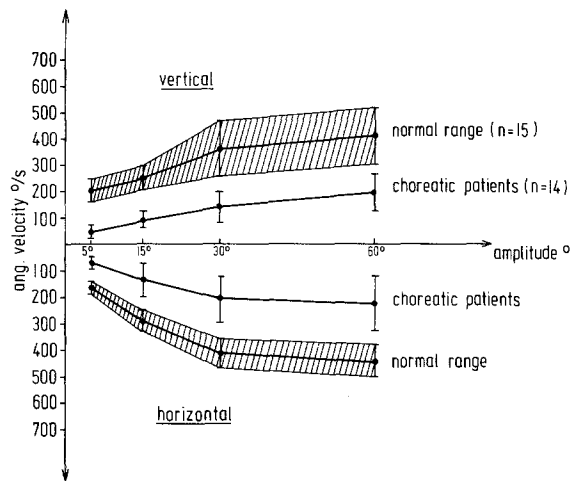 700
vertical
600
500
400
normal range (n=15)
300
200
choreatic patients (n=14)
100
5° 15° 30° 60°
amplitude °
ang. velocity °/s
100
choreatic patients
200
300
400
normal range
500
600
horizontal
700